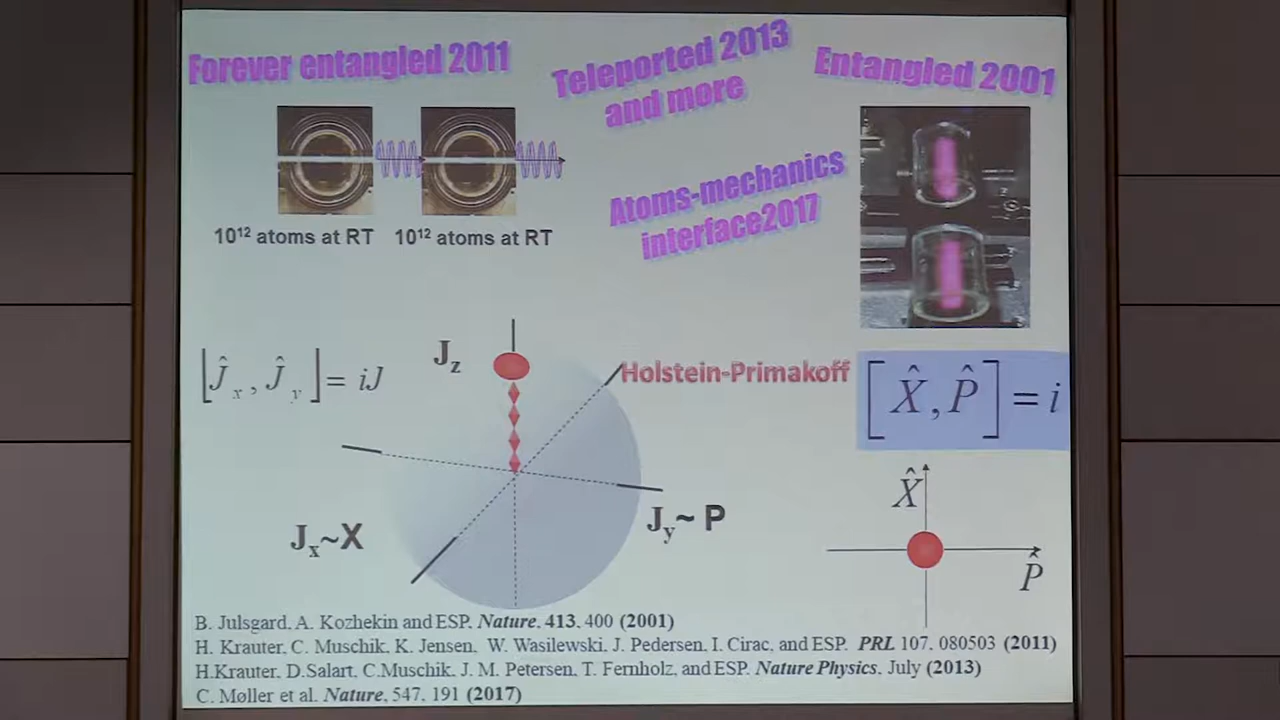 Forever entangled 2011
Teleported 2013
and more
Entangled 2001
Atoms-mechanics
interface2017
10¹² atoms at RT
10¹² atoms at RT
[Ĵx, Ĵy] = iJ
Jz
Holstein-Primakoff
[X̂, P̂] = i
Jx~X
Jy~ P
X̂
P̂
B. Julsgard, A. Kozhekin and ESP. Nature, 413, 400 (2001)
H. Krauter, C. Muschik, K. Jensen, W. Wasilewski, J. Pedersen, I. Cirac, and ESP. PRL 107, 080503 (2011)
H.Krauter, D.Salart, C.Muschik, J. M. Petersen, T. Fernholz, and ESP. Nature Physics, July (2013)
C. Møller et al. Nature, 547, 191 (2017)